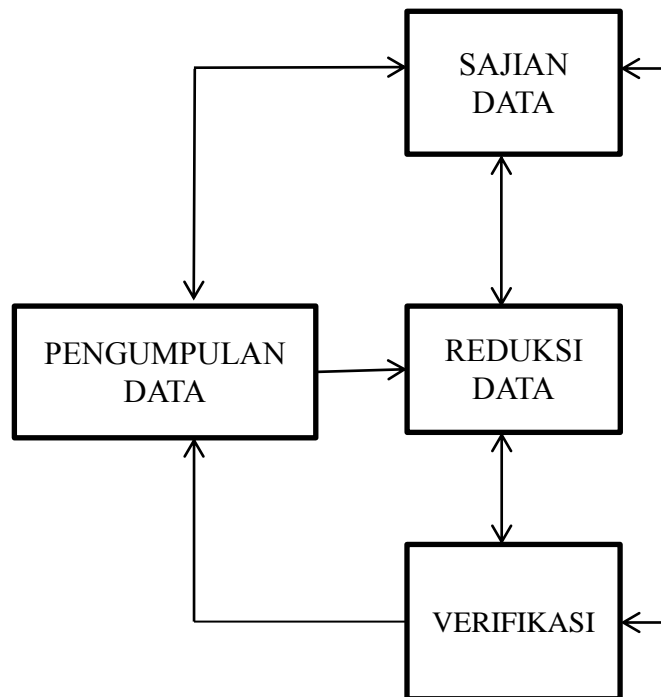 SAJIAN
DATA
PENGUMPULAN
DATA
REDUKSI
DATA
VERIFIKASI